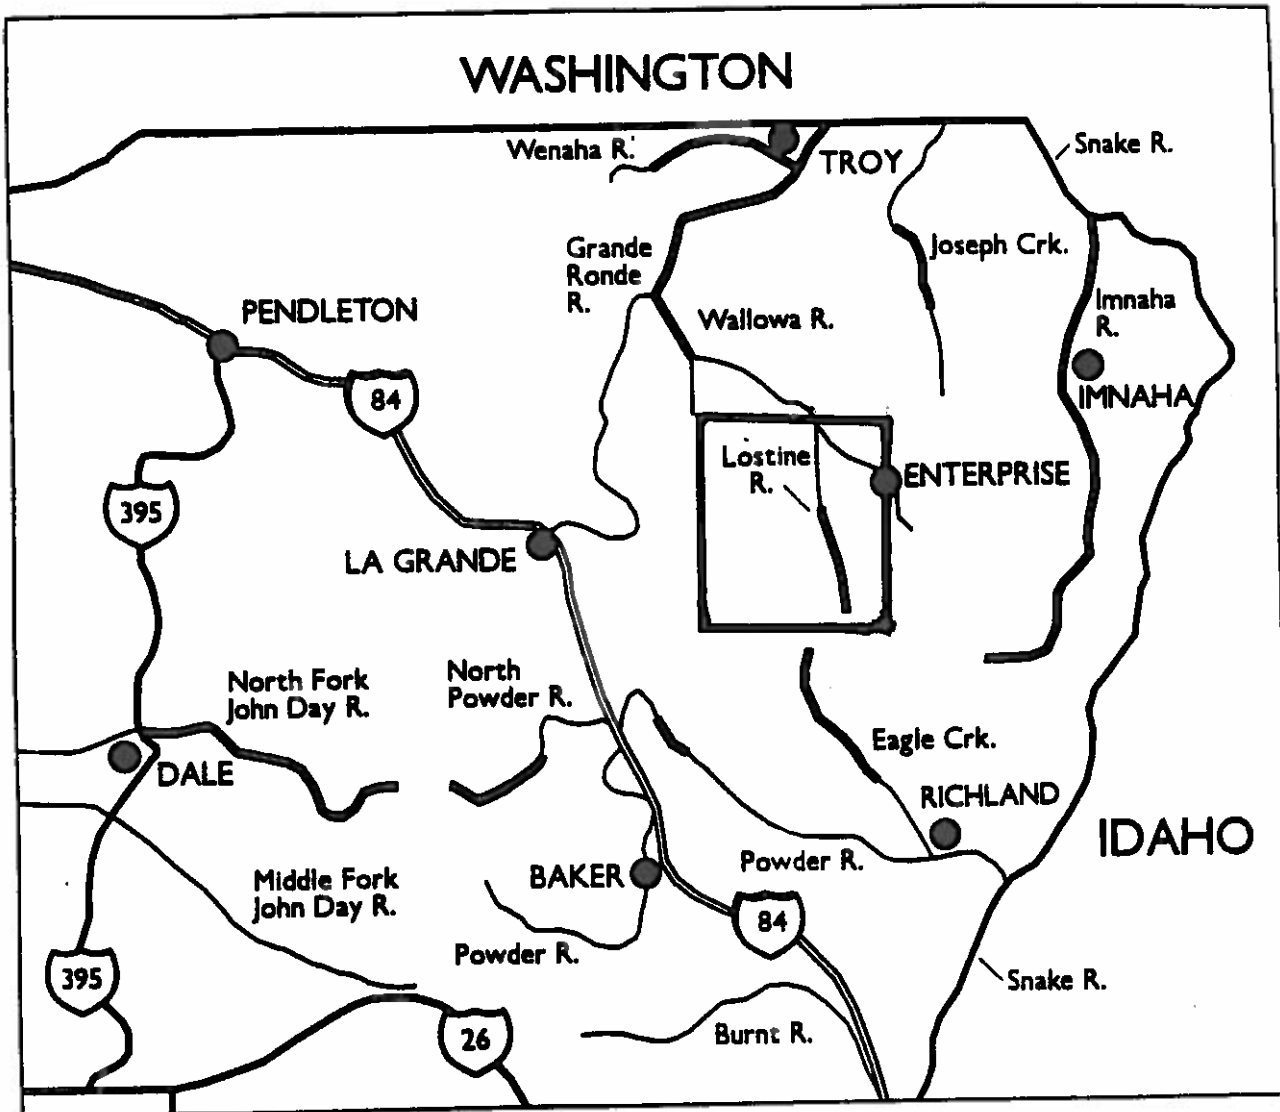 WASHINGTON
Wenaha R.
TROY
Snake R.
Grande
Ronde
R.
Joseph Crk.
PENDLETON
Wallowa R.
Imnaha
R.
84
IMNAHA
395
Lostine
R.
ENTERPRISE
LA GRANDE
North Fork
John Day R.
North
Powder R.
Eagle Crk.
DALE
RICHLAND
IDAHO
Middle Fork
John Day R.
BAKER
Powder R.
84
Powder R.
395
Snake R.
26
Burnt R.